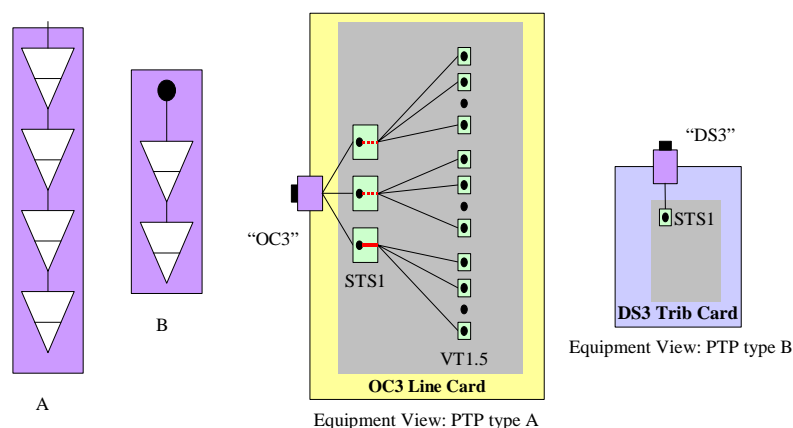 A
B
“OC3”
STS1
VT1.5
OC3 Line Card
Equipment View: PTP type A
“DS3”
STS1
DS3 Trib Card
Equipment View: PTP type B